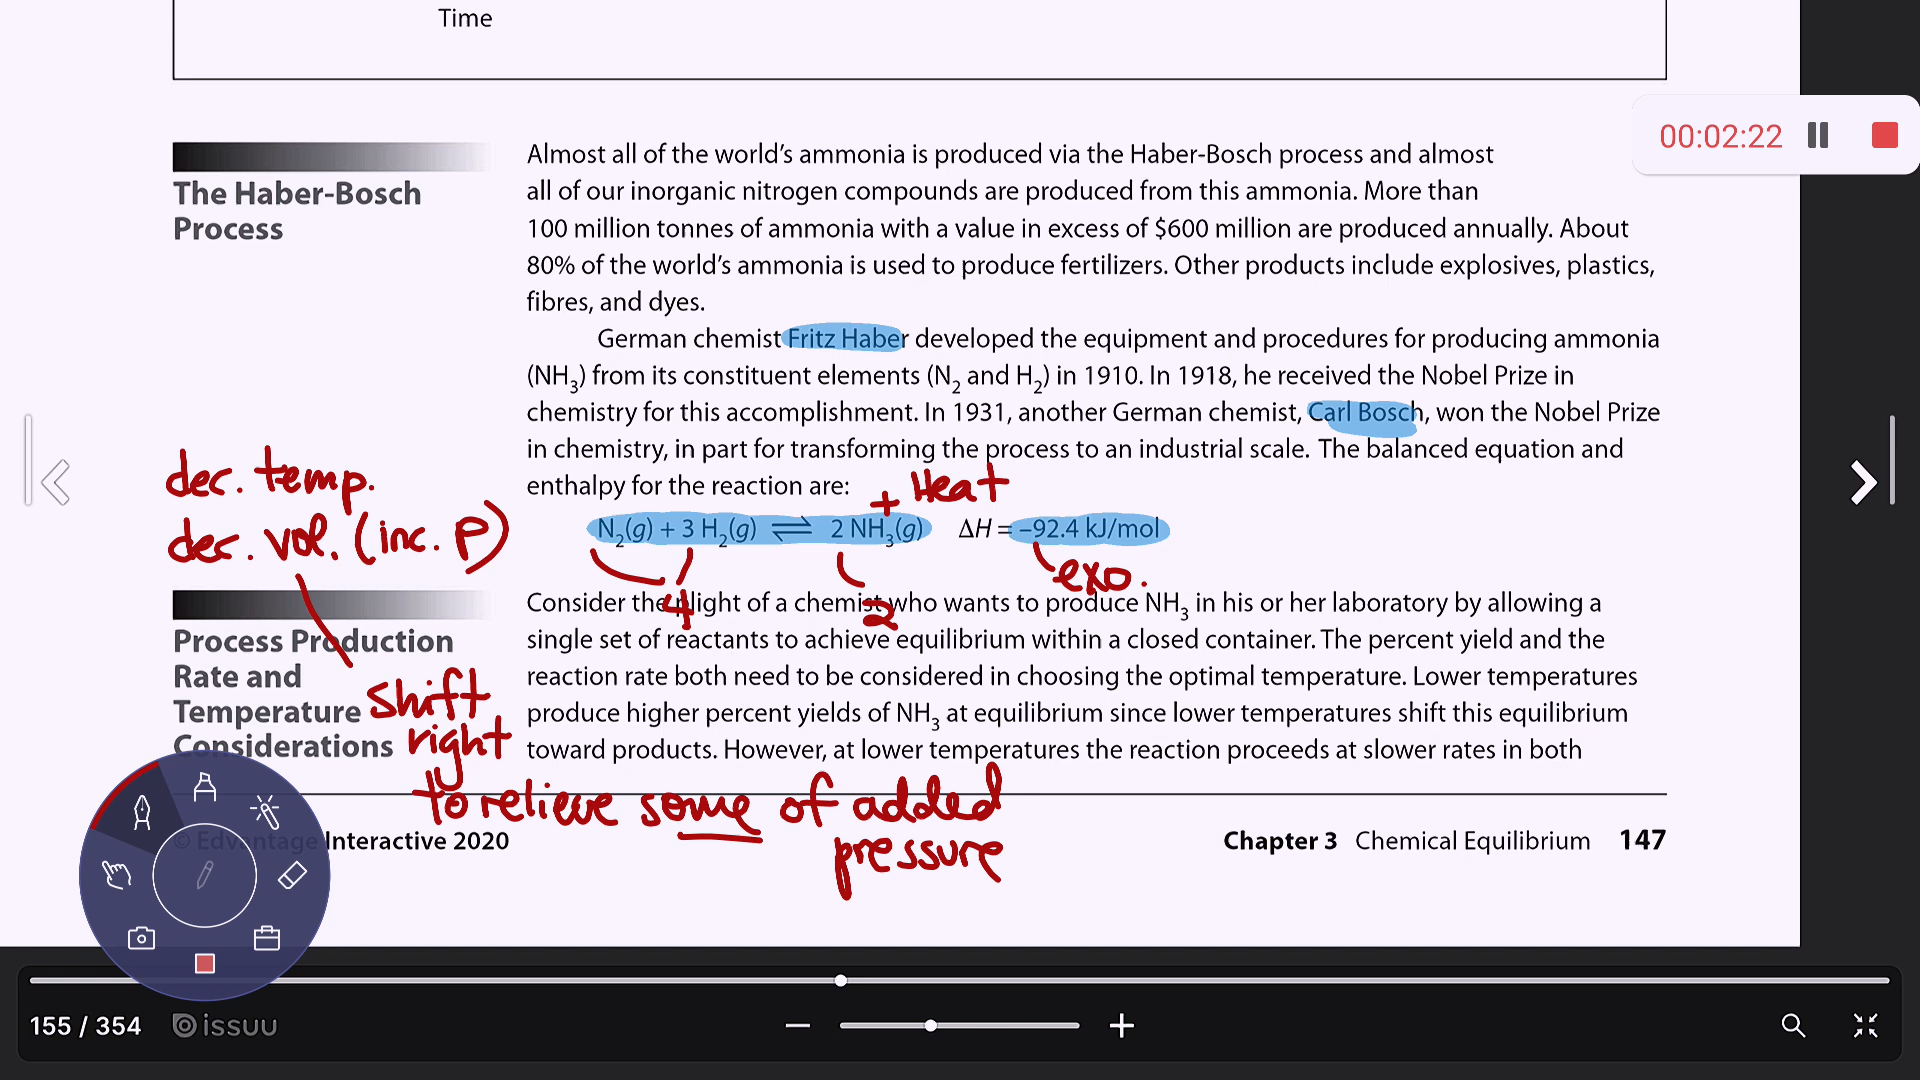 Time
00:02:22
The Haber-Bosch
Process
Almost all of the world’s ammonia is produced via the Haber-Bosch process and almost
all of our inorganic nitrogen compounds are produced from this ammonia. More than
100 million tonnes of ammonia with a value in excess of $600 million are produced annually. About
80% of the world’s ammonia is used to produce fertilizers. Other products include explosives, plastics,
fibres, and dyes.
German chemist Fritz Haber developed the equipment and procedures for producing ammonia
(NH₃) from its constituent elements (N₂ and H₂) in 1910. In 1918, he received the Nobel Prize in
chemistry for this accomplishment. In 1931, another German chemist, Carl Bosch, won the Nobel Prize
in chemistry, in part for transforming the process to an industrial scale. The balanced equation and
enthalpy for the reaction are:
+ Heat
N₂(g) + 3 H₂(g) ⇌ 2 NH₃(g) ΔH = −92.4 kJ/mol
4
2
exo.
dec. temp.
dec. vol. (inc. P)
shift
right
to relieve some of added
pressure
Process Production
Rate and
Temperature
Considerations
Consider the plight of a chemist who wants to produce NH₃ in his or her laboratory by allowing a
single set of reactants to achieve equilibrium within a closed container. The percent yield and the
reaction rate both need to be considered in choosing the optimal temperature. Lower temperatures
produce higher percent yields of NH₃ at equilibrium since lower temperatures shift this equilibrium
toward products. However, at lower temperatures the reaction proceeds at slower rates in both
© Edvantage Interactive 2020
Chapter 3 Chemical Equilibrium 147
155 / 354
issuu